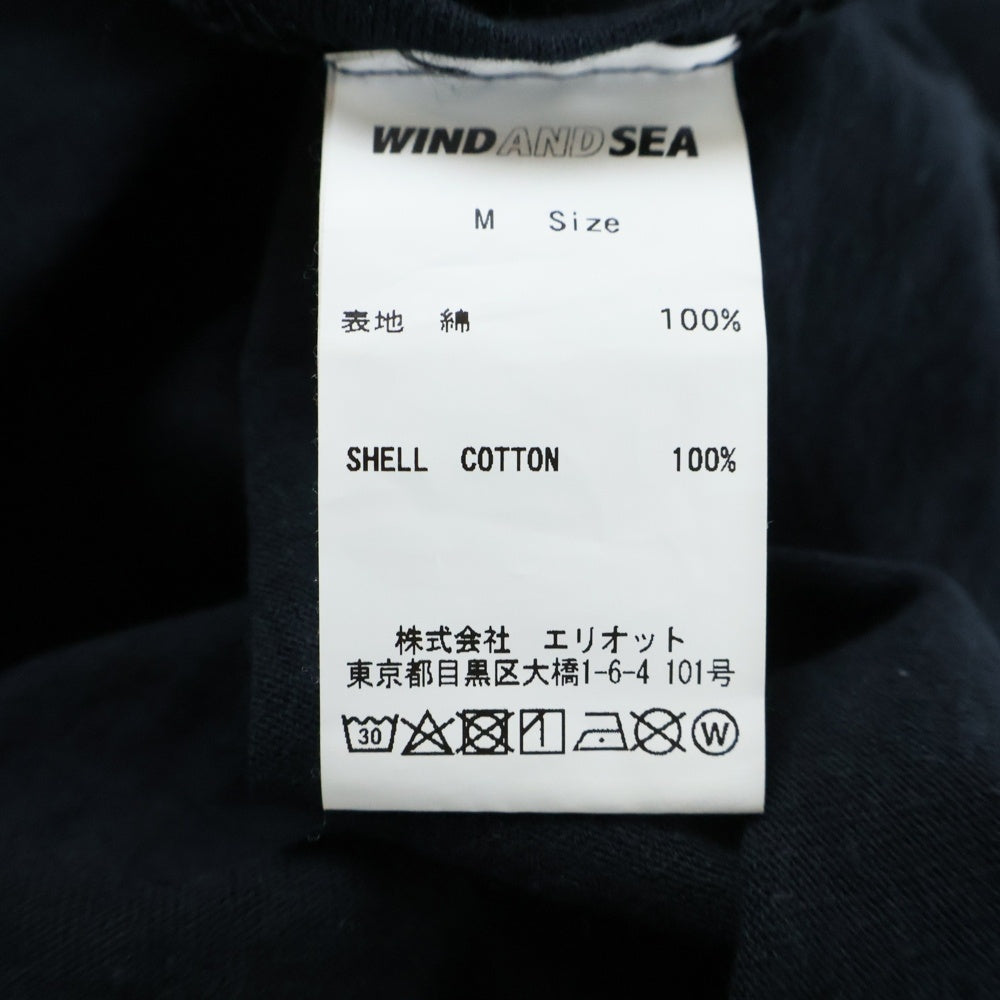 WINDANDSEA
M Size
表地 綿 100%
SHELL COTTON 100%
株式会社 エリオット
東京都目黒区大橋1-6-4 101号
30 W